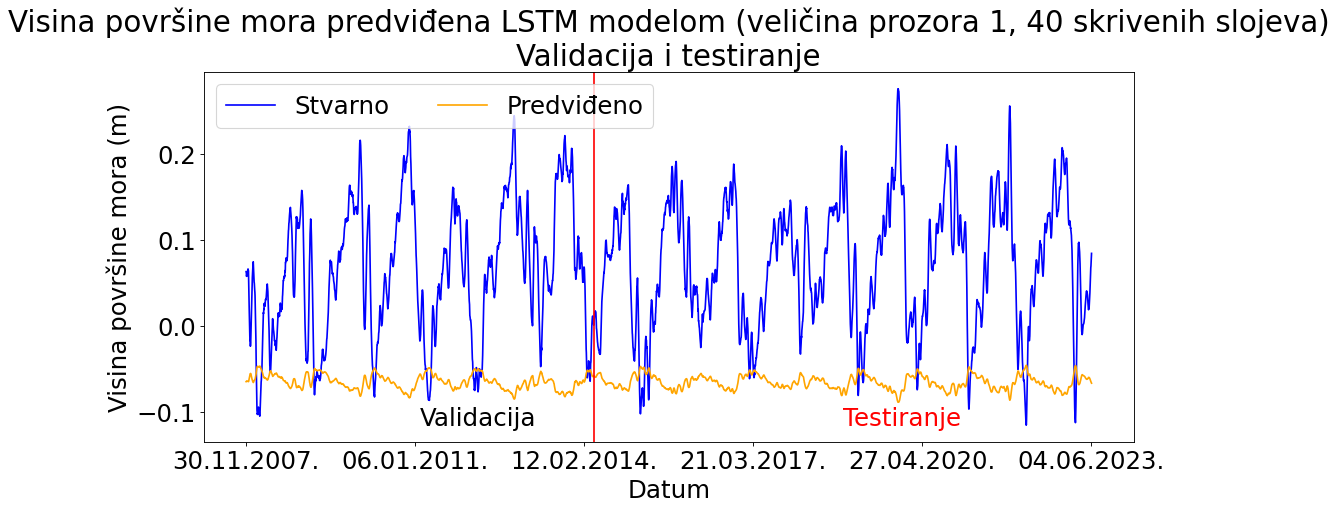 Visina površine mora predviđena LSTM modelom (veličina prozora 1, 40 skrivenih slojeva)
Validacija i testiranje
Stvarno
Predviđeno
Visina površine mora (m)
0.2
0.1
0.0
−0.1
Validacija
Testiranje
30.11.2007.
06.01.2011.
12.02.2014.
21.03.2017.
27.04.2020.
04.06.2023.
Datum